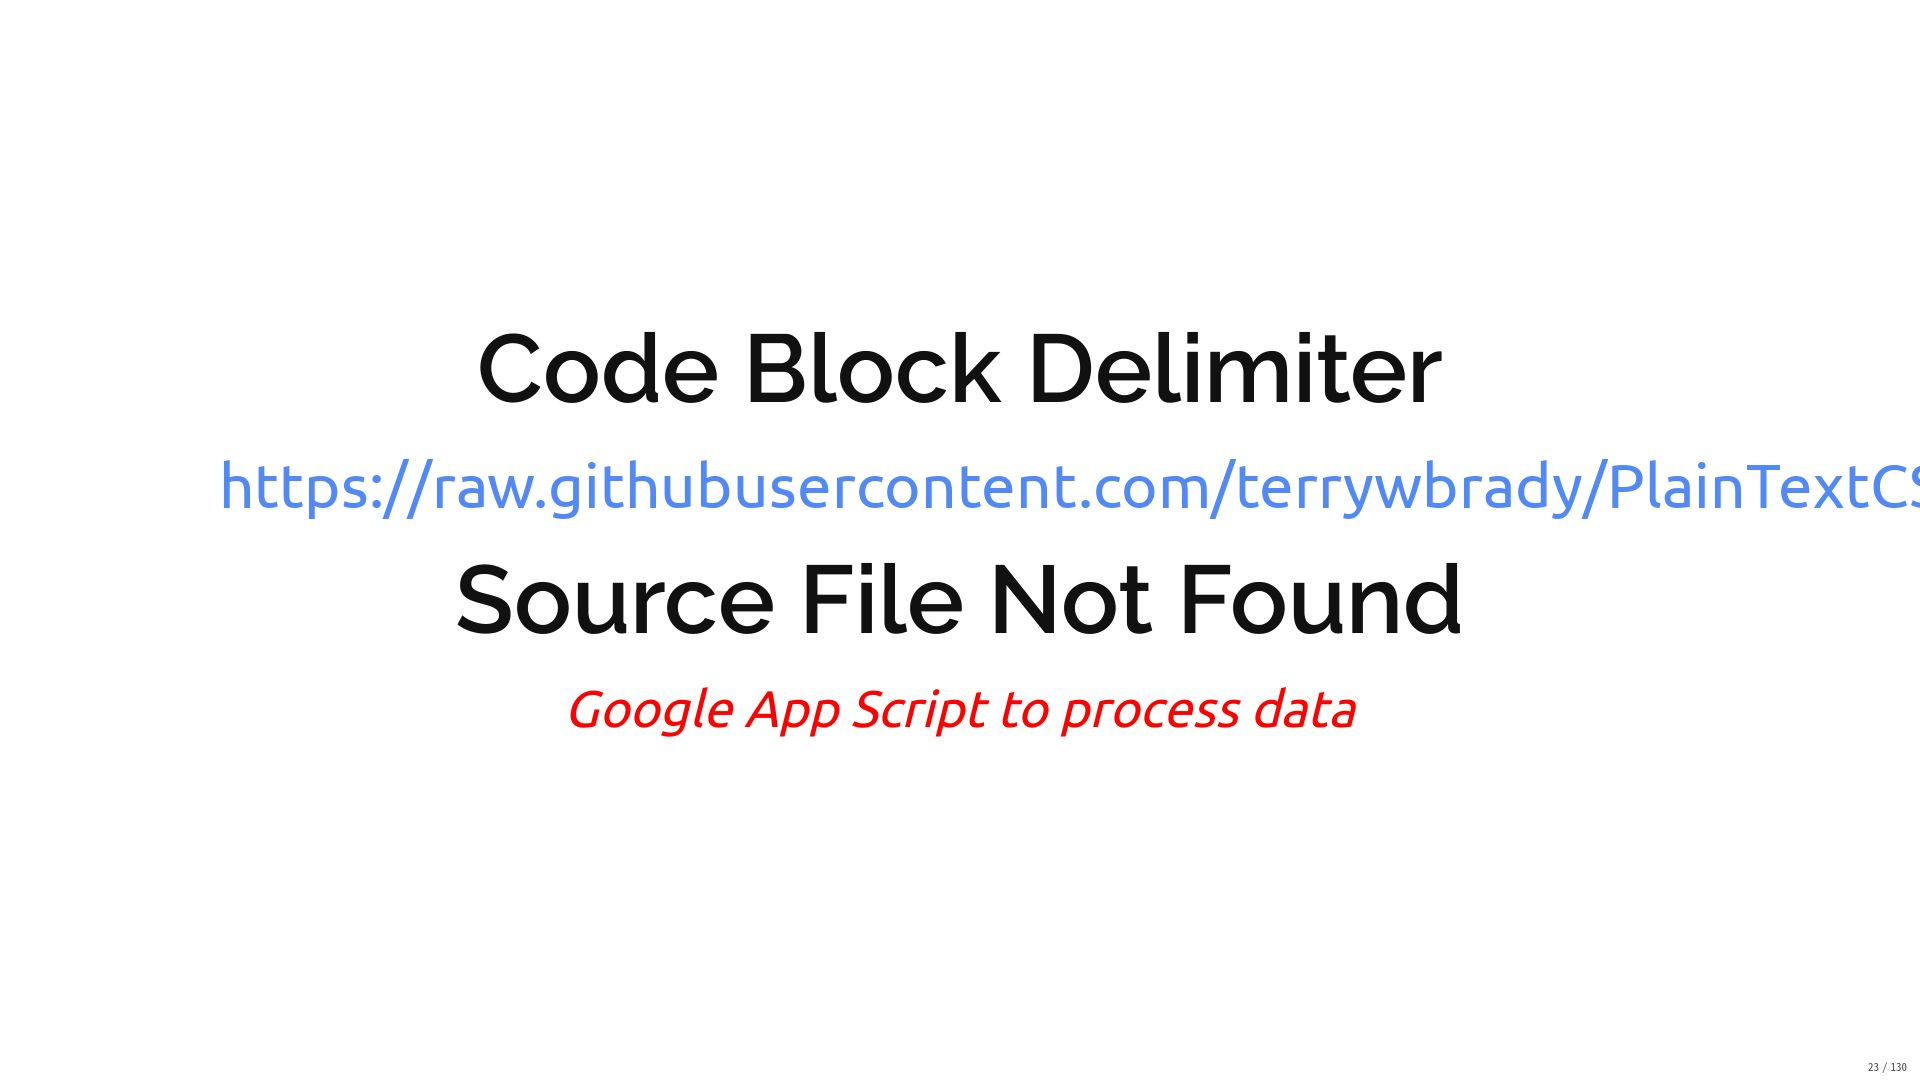 Code Block Delimiter
https://raw.githubusercontent.com/terrywbrady/PlainTextCS
Source File Not Found
Google App Script to process data
23 / 130